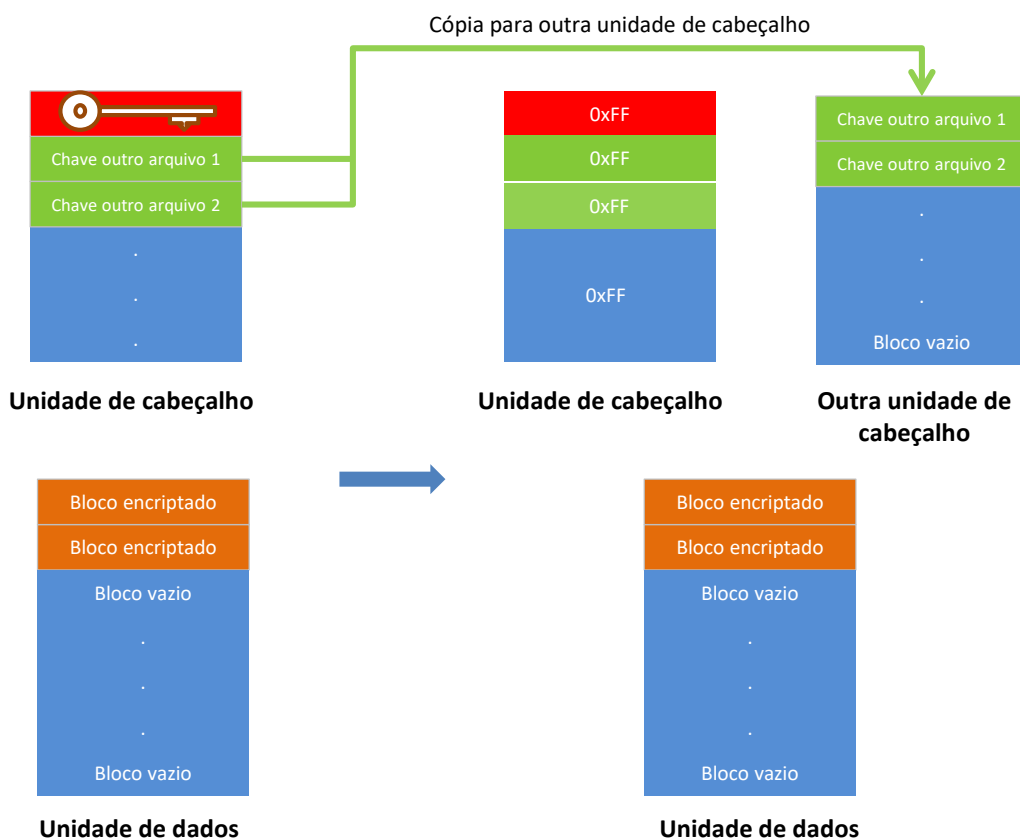 Cópia para outra unidade de cabeçalho
Chave outro arquivo 1
Chave outro arquivo 2
.
.
.
Unidade de cabeçalho
0xFF
0xFF
0xFF
0xFF
Unidade de cabeçalho
Chave outro arquivo 1
Chave outro arquivo 2
.
.
.
Bloco vazio
Outra unidade de
cabeçalho
Bloco encriptado
Bloco encriptado
Bloco vazio
.
.
.
Bloco vazio
Unidade de dados
Bloco encriptado
Bloco encriptado
Bloco vazio
.
.
.
Bloco vazio
Unidade de dados